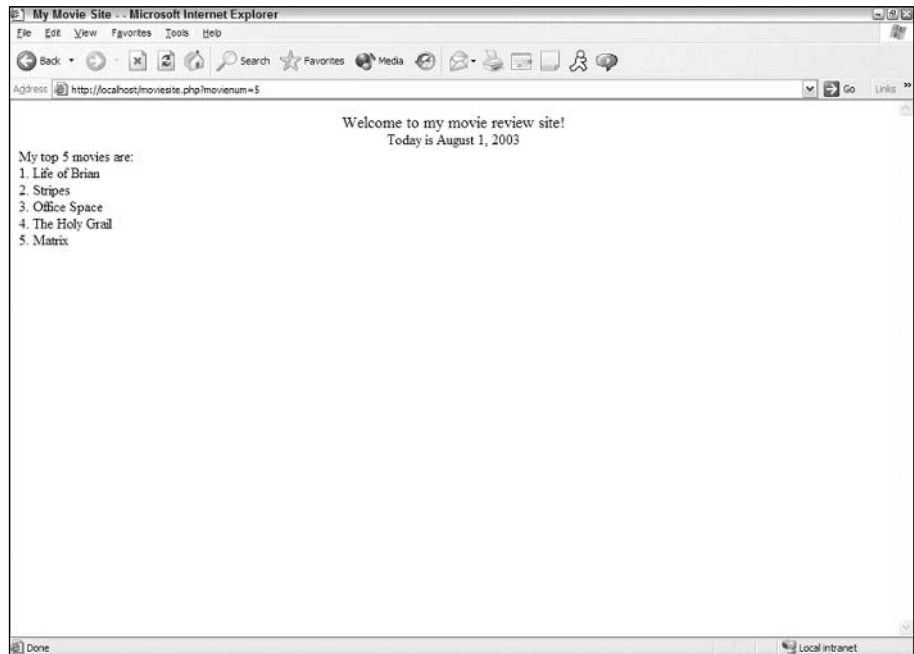 My Movie Site - - Microsoft Internet Explorer
File Edit View Favorites Tools Help
Back Search Favorites Media
Address http://localhost/moviesite.php?movienum=5 Go Links »
Welcome to my movie review site!
Today is August 1, 2003
My top 5 movies are:
1. Life of Brian
2. Stripes
3. Office Space
4. The Holy Grail
5. Matrix
Done Local intranet